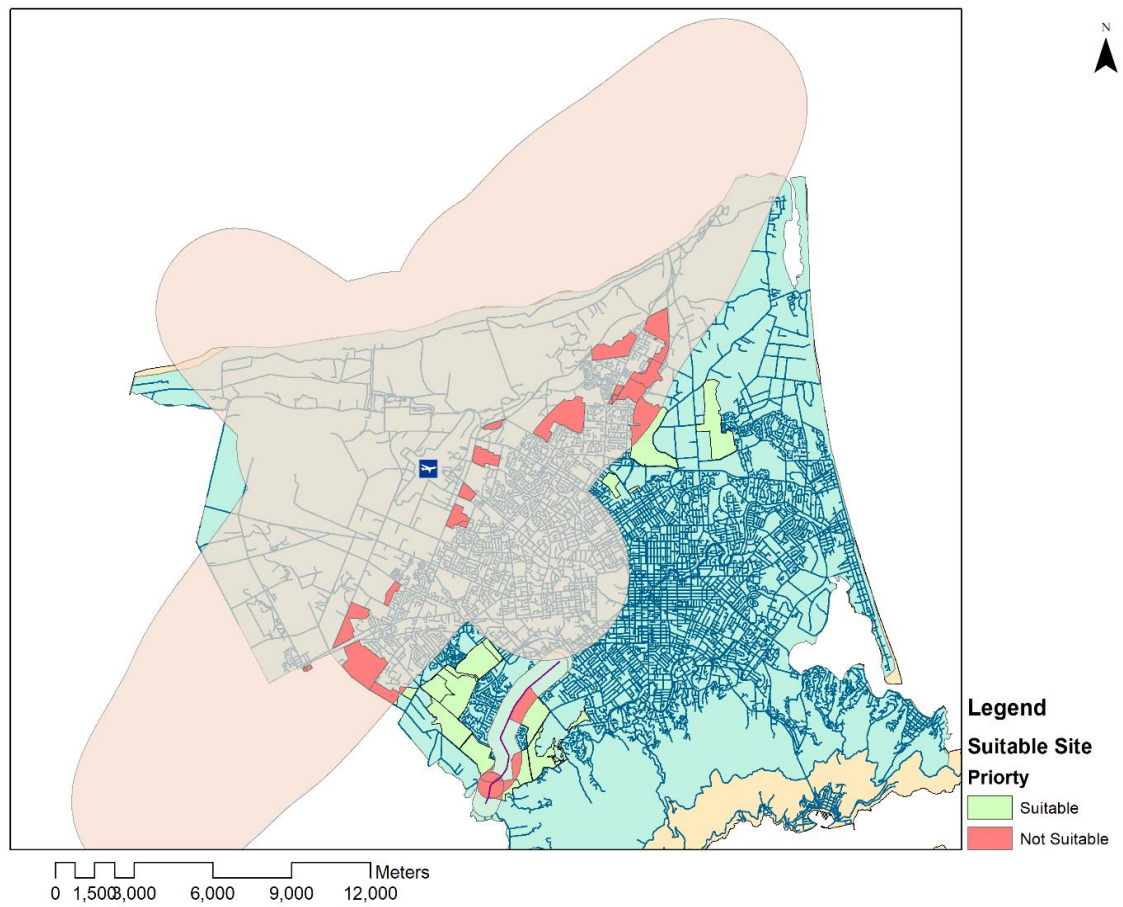 N
Legend
Suitable Site
Priorty
Suitable
Not Suitable
Meters
0 1,500 3,000 6,000 9,000 12,000